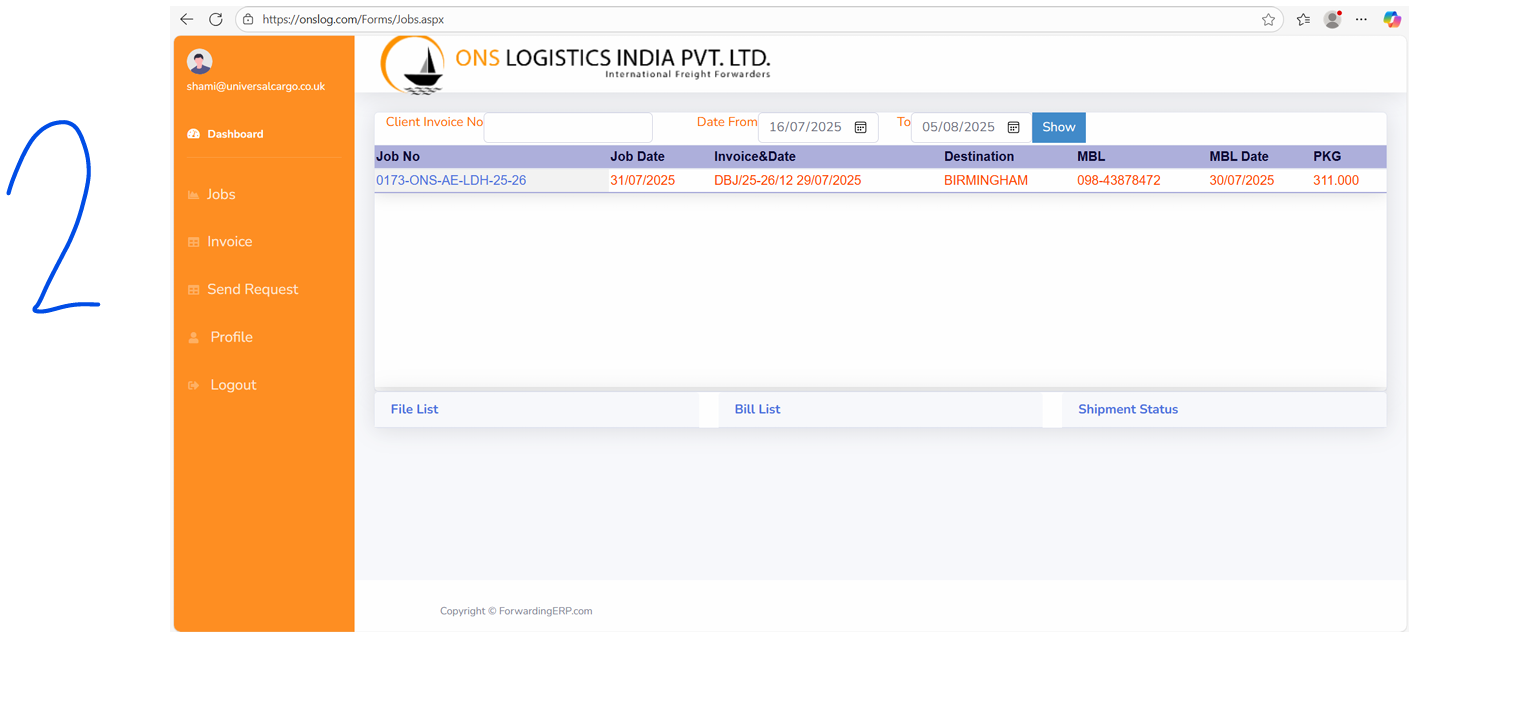 https://onslog.com/Forms/Jobs.aspx
2
shami@universalcargo.co.uk
Dashboard
Jobs
Invoice
Send Request
Profile
Logout
ONS LOGISTICS INDIA PVT. LTD.
International Freight Forwarders
Client Invoice No Date From 16/07/2025 To 05/08/2025 Show
Job No Job Date Invoice&Date Destination MBL MBL Date PKG
0173-ONS-AE-LDH-25-26 31/07/2025 DBJ/25-26/12 29/07/2025 BIRMINGHAM 098-43878472 30/07/2025 311.000
File List Bill List Shipment Status
Copyright © ForwardingERP.com